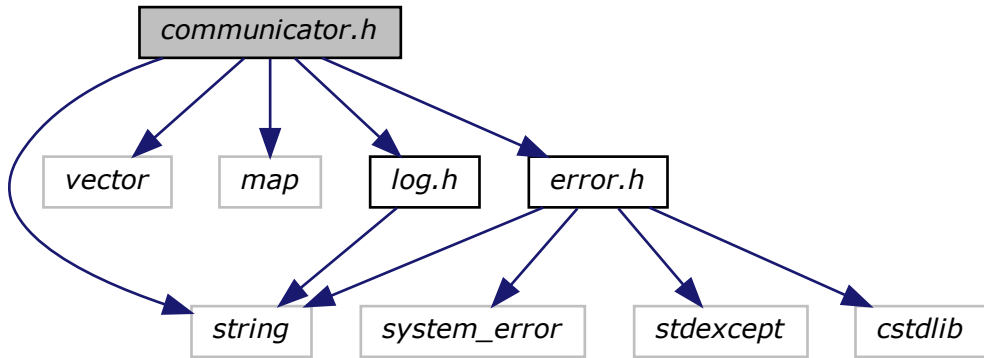 communicator.h
vector
map
log.h
error.h
string
system_error
stdexcept
cstdlib